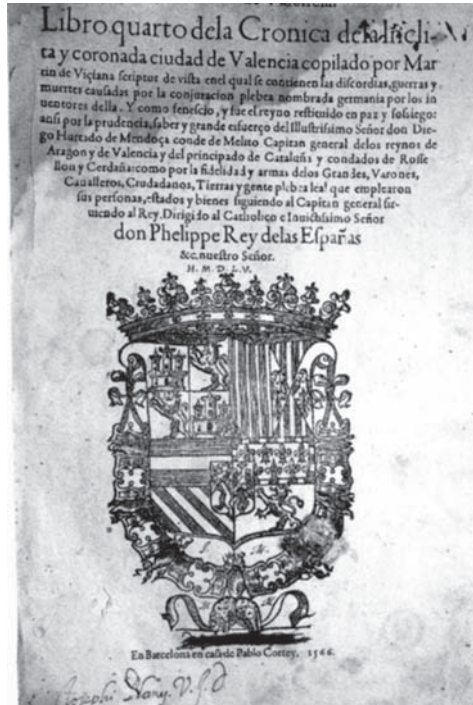 Libro quarto dela Cronica dela Incli-
ta y coronada ciudad de Valencia copilado por Mar
tin de Viçiana scriptor de vista enel qual se contienen las discordias, guerras y
muertes causadas por la conjuracion plebea nombrada germania por los in
uentores della. Y como fenescio, y fue el reyno restituido en paz y sosiego:
ansi por la prudencia, saber y grande esfuerço del Illustrissimo Señor don Die-
go Hurtado de Mendoça conde de Melito Capitan general delos reynos de
Aragon y de Valencia y del principado de Cataluña y condados de Rosse
llon y Cerdaña: como por la fidelidad y armas delos Grandes, Varones,
Caualleros, Ciudadanos, Tierras y gente plebea leal que emplearon
sus personas, estados y bienes siguiendo al Capitan general sir-
uiendo al Rey. Dirigido al Catholico e Inuictissimo Señor
don Phelippe Rey delas Españas
&c. nuestro Señor.
H. M. D. L. V.
I. M.
En Barcelona en casa de Pablo Cortey. 1566.